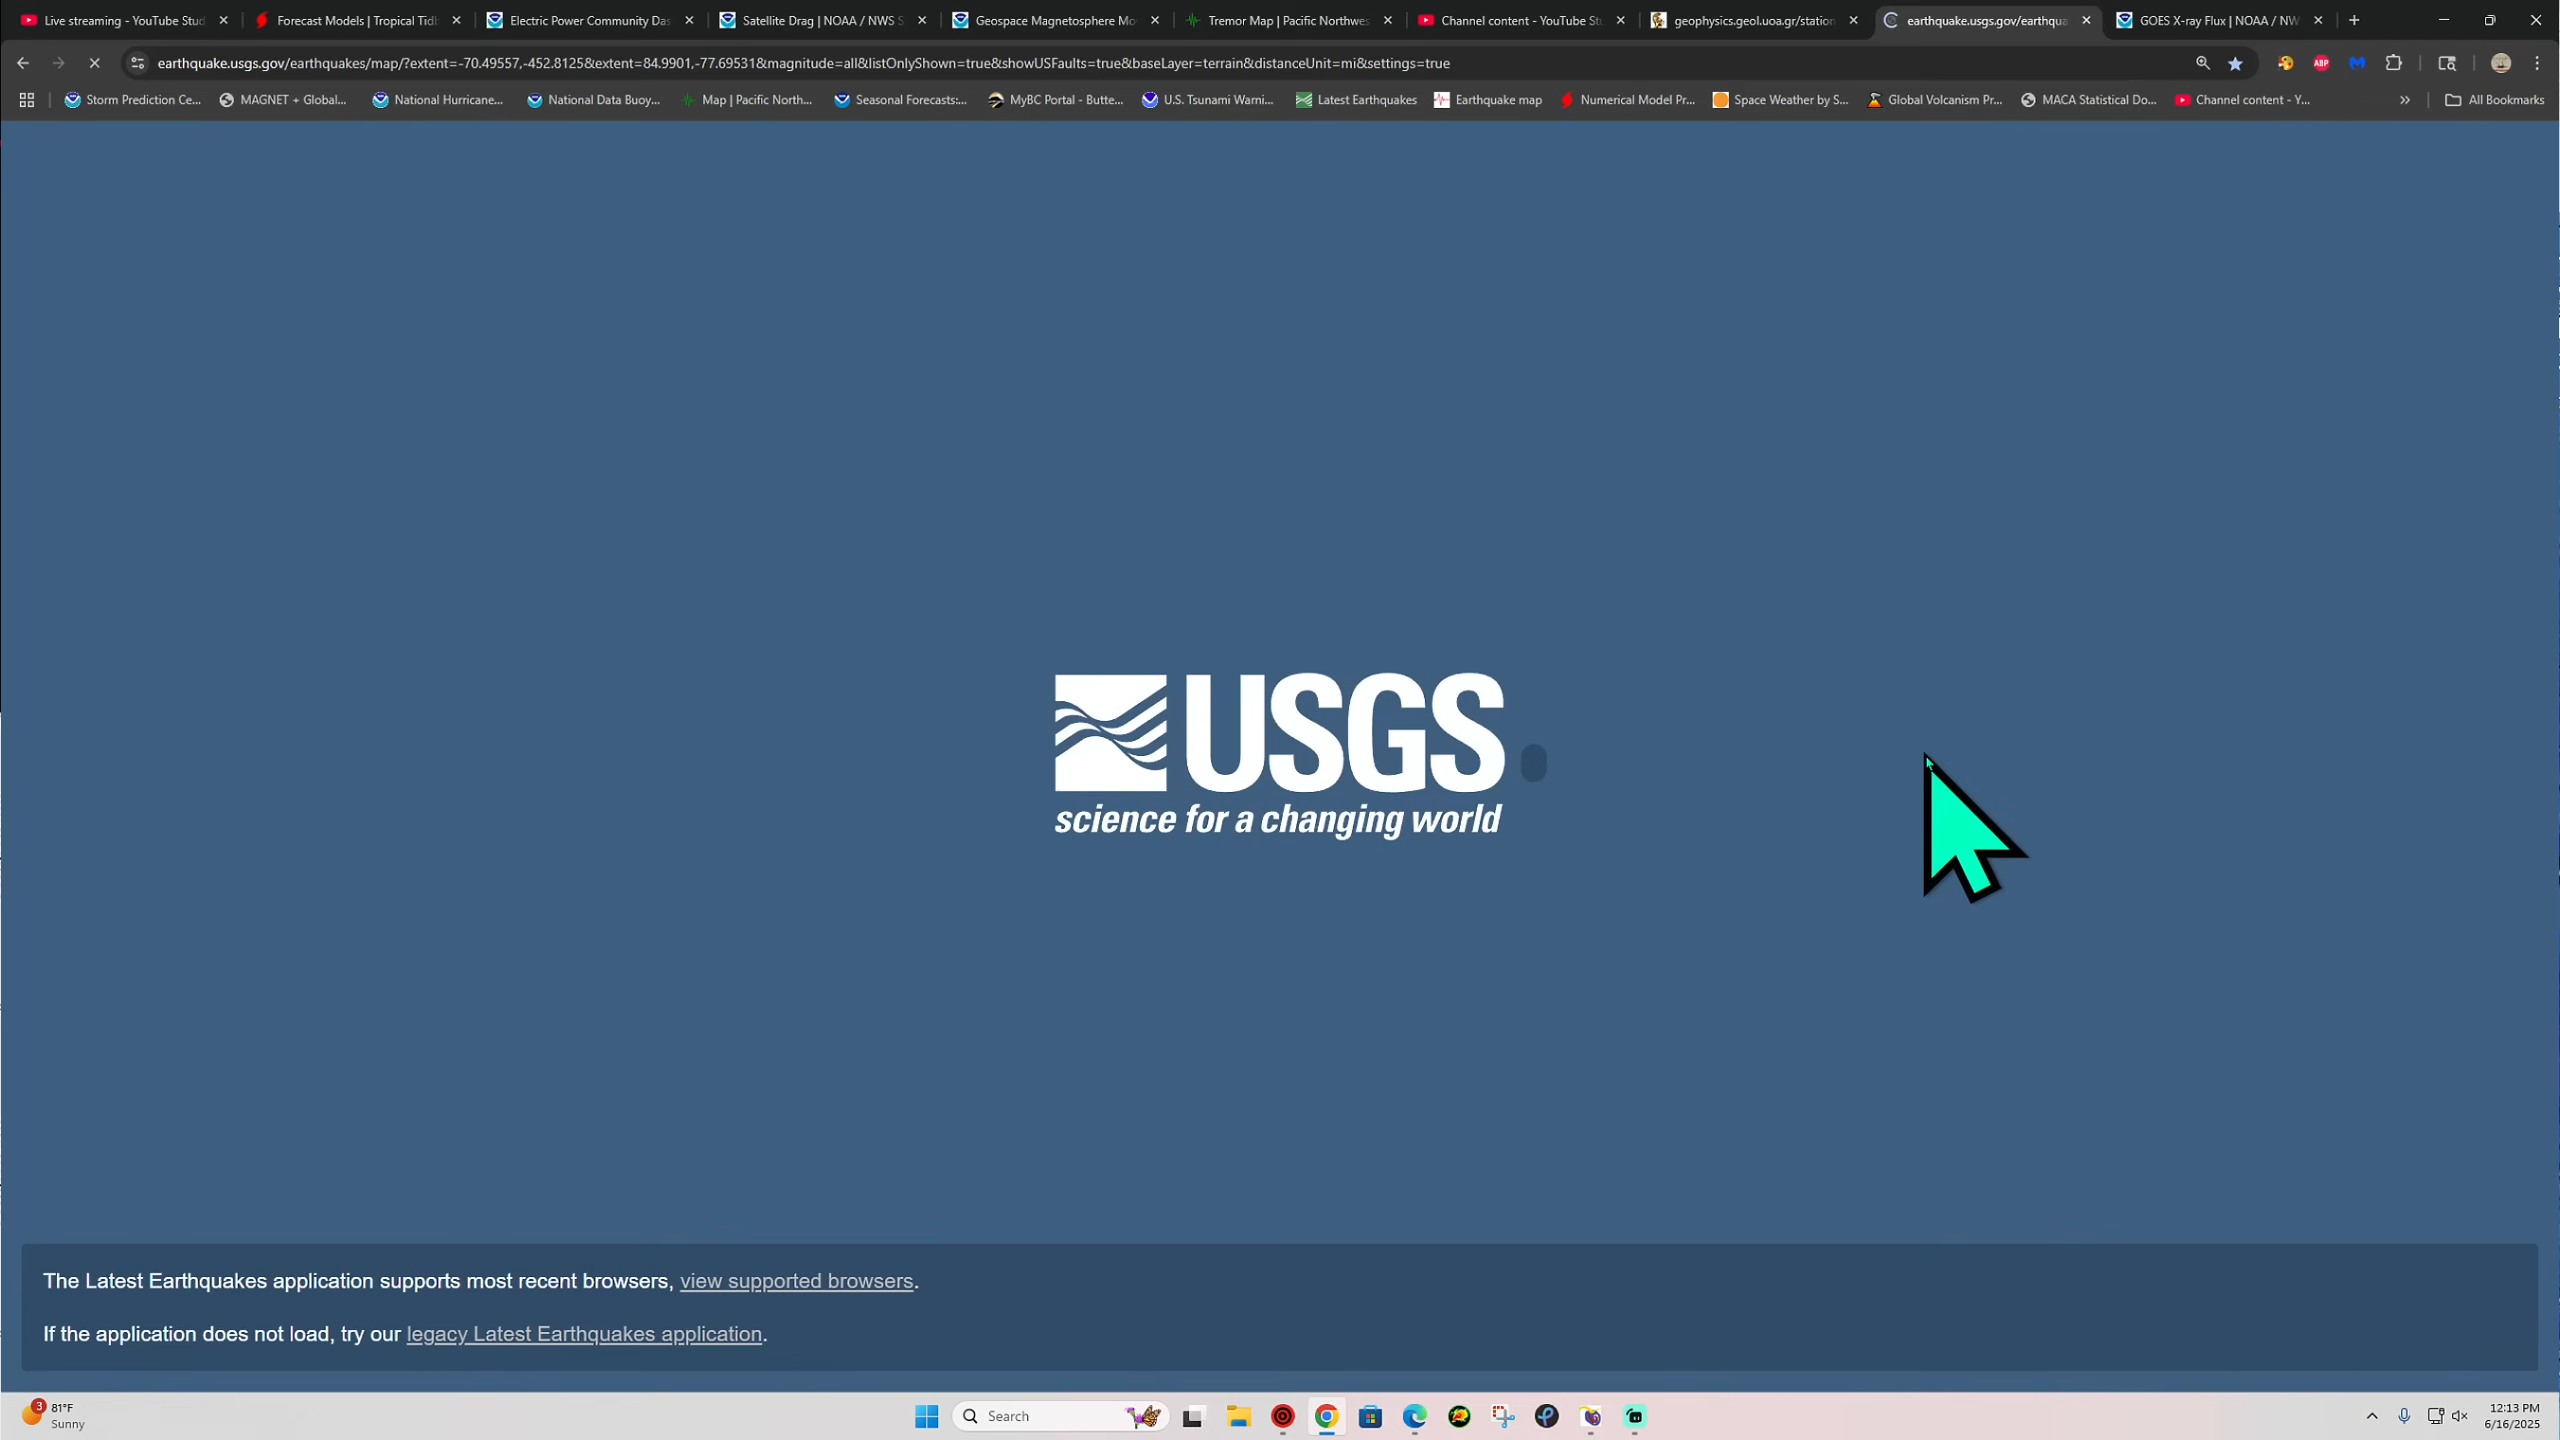 Live streaming - YouTube Stud
Forecast Models | Tropical Tidb
Electric Power Community Das
Satellite Drag | NOAA / NWS S
Geospace Magnetosphere Mo
Tremor Map | Pacific Northwes
Channel content - YouTube Stu
geophysics.geol.uoa.gr/station
earthquake.usgs.gov/earthqua
GOES X-ray Flux | NOAA / NW
earthquake.usgs.gov/earthquakes/map/?extent=-70.49557,-452.8125&extent=84.9901,-77.69531&magnitude=all&listOnlyShown=true&showUSFaults=true&baseLayer=terrain&distanceUnit=mi&settings=true
ABP
Storm Prediction Ce...
MAGNET + Global...
National Hurricane...
National Data Buoy...
Map | Pacific North...
Seasonal Forecasts:...
MyBC Portal - Butte...
U.S. Tsunami Warni...
Latest Earthquakes
Earthquake map
Numerical Model Pr...
Space Weather by S...
Global Volcanism Pr...
MACA Statistical Do...
Channel content - Y...
All Bookmarks
USGS
science for a changing world
The Latest Earthquakes application supports most recent browsers, view supported browsers.
If the application does not load, try our legacy Latest Earthquakes application.
3
81°F
Sunny
Search
12:13 PM
6/16/2025